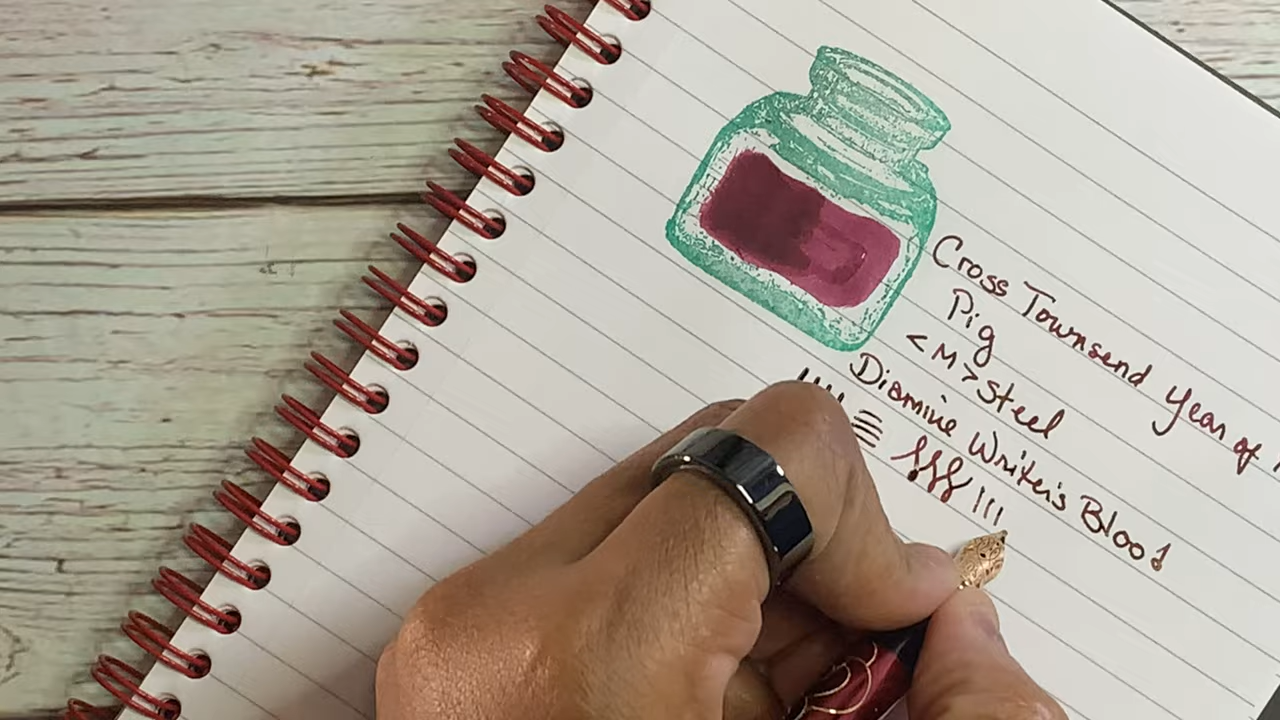 Cross Townsend Year of
Pig
<M> Steel
Diamine Writer's Blood